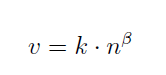 v = k · n^β